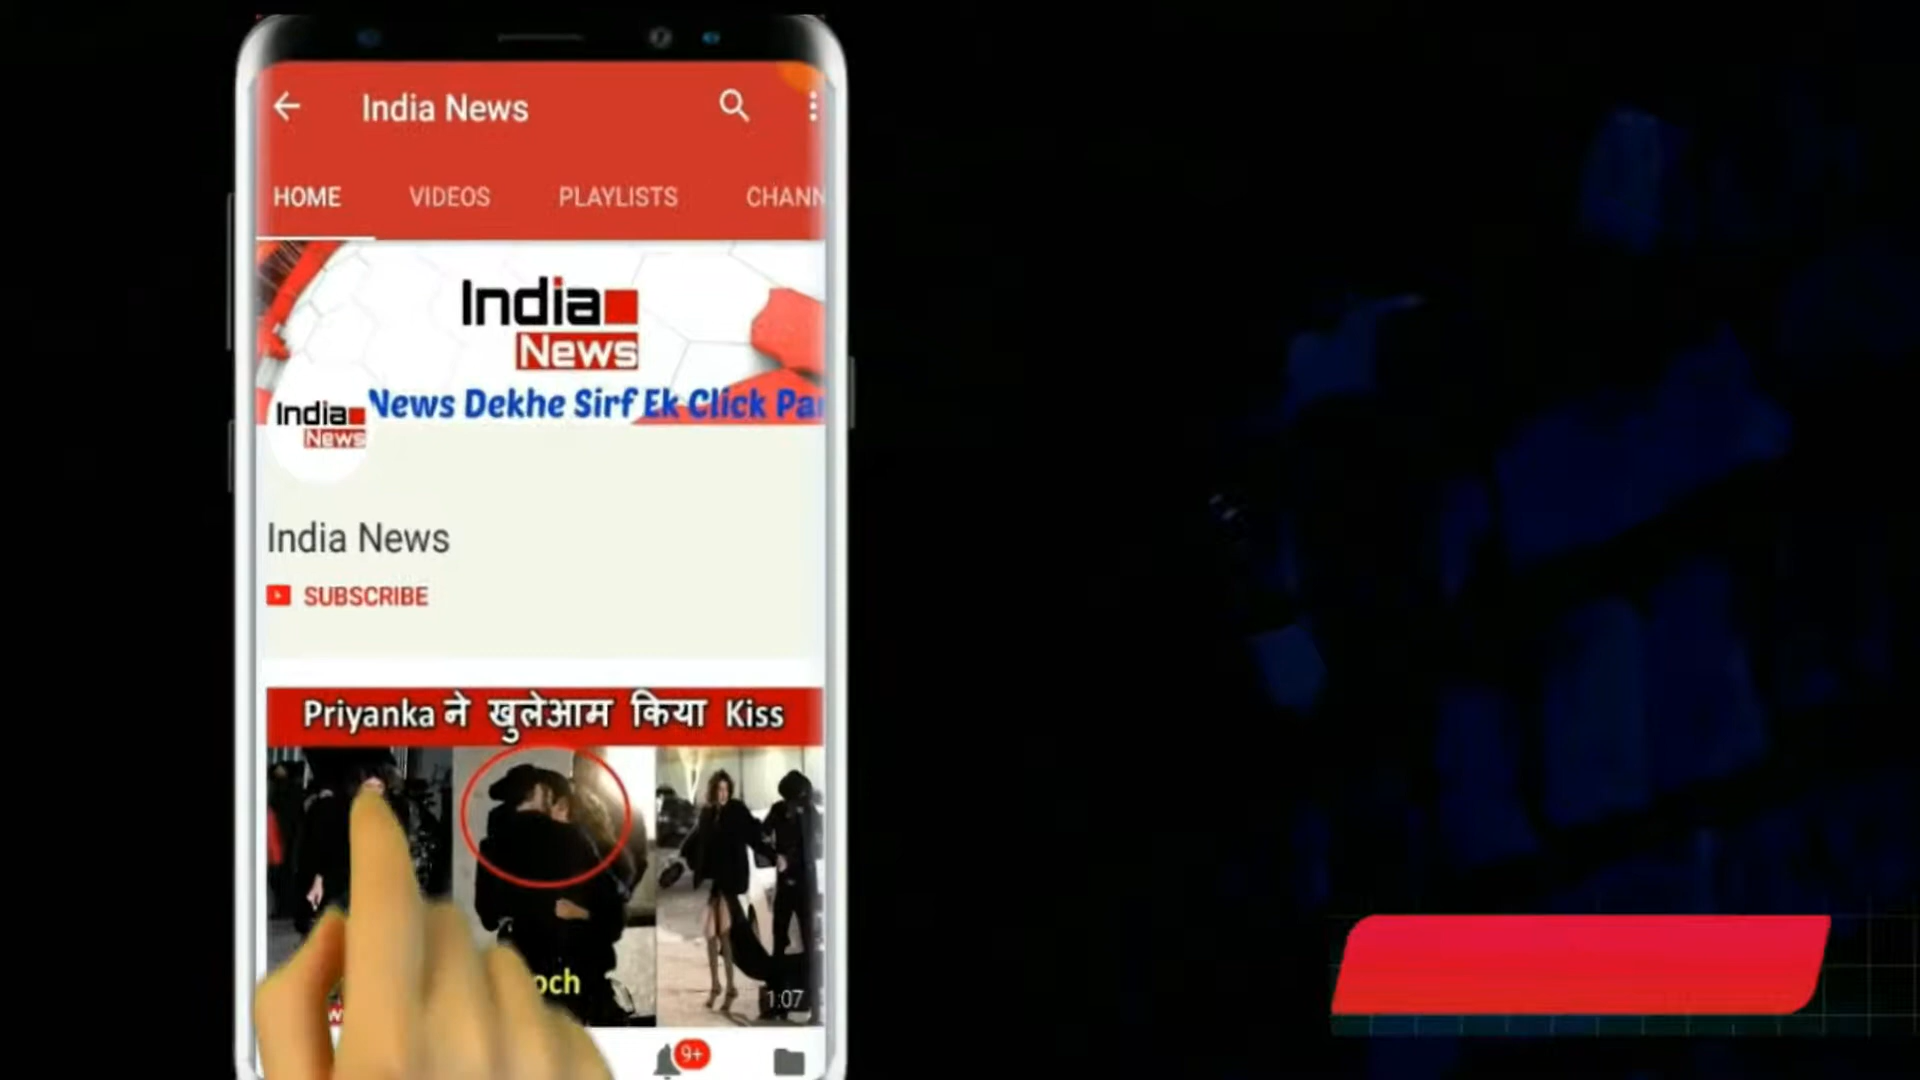 India News
HOME VIDEOS PLAYLISTS CHANN
India
News
News Dekhe Sirf Ek Click Par
India
News
India News
SUBSCRIBE
Priyanka ने खुलेआम किया Kiss
och
1:07
9+